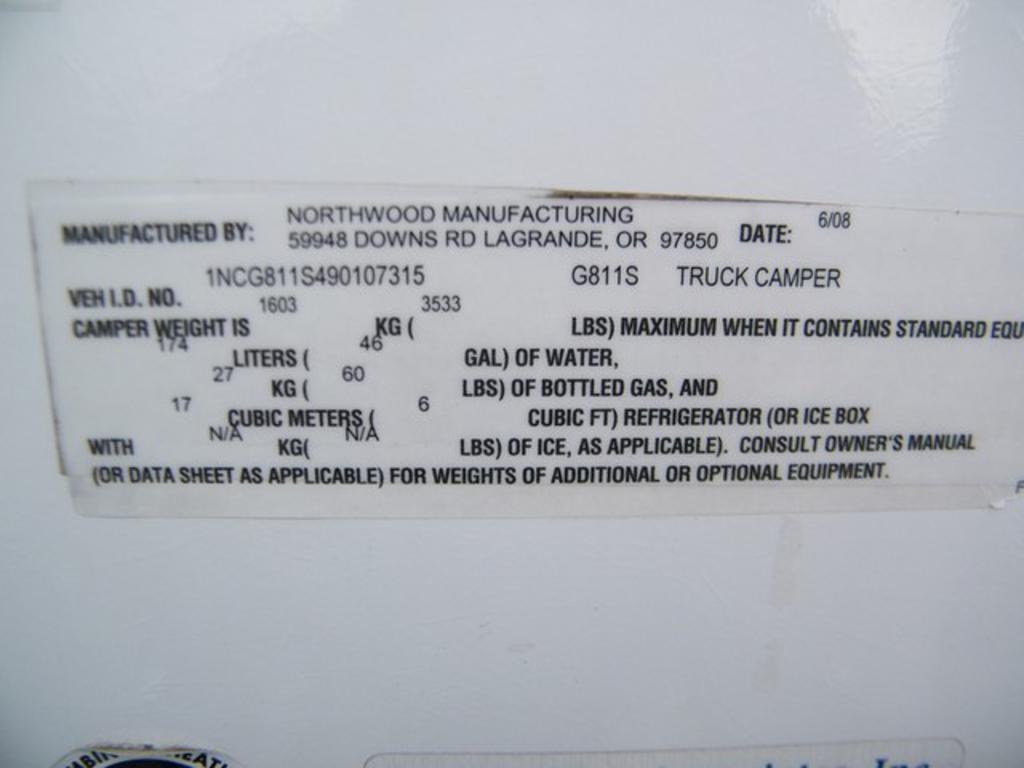 NORTHWOOD MANUFACTURING
MANUFACTURED BY: 59948 DOWNS RD LAGRANDE, OR 97850 DATE: 6/08
1NCG811S490107315 G811S TRUCK CAMPER
VEH I.D. NO.
1603 3533
CAMPER WEIGHT IS KG ( LBS) MAXIMUM WHEN IT CONTAINS STANDARD EQU
174 46
LITERS ( GAL) OF WATER,
27 60
KG ( LBS) OF BOTTLED GAS, AND
17 6
CUBIC METERS ( CUBIC FT) REFRIGERATOR (OR ICE BOX
N/A N/A
WITH KG( LBS) OF ICE, AS APPLICABLE). CONSULT OWNER'S MANUAL
(OR DATA SHEET AS APPLICABLE) FOR WEIGHTS OF ADDITIONAL OR OPTIONAL EQUIPMENT.
F
Inc.